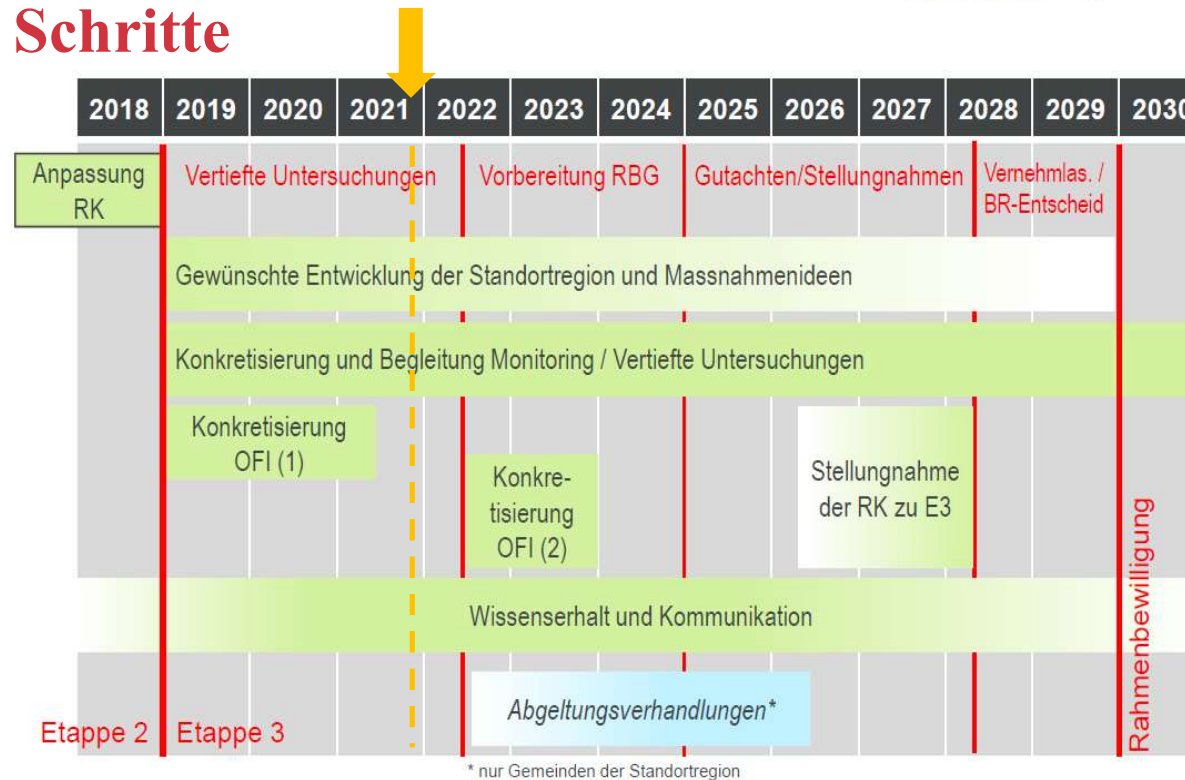 Schritte
2018 2019 2020 2021 2022 2023 2024 2025 2026 2027 2028 2029 2030
Anpassung
RK
Vertiefte Untersuchungen
Vorbereitung RBG
Gutachten/Stellungnahmen
Vernehmlas. /
BR-Entscheid
Gewünschte Entwicklung der Standortregion und Massnahmenideen
Konkretisierung und Begleitung Monitoring / Vertiefte Untersuchungen
Konkretisierung
OFI (1)
Konkre-
tisierung
OFI (2)
Stellungnahme
der RK zu E3
Rahmenbewilligung
Wissenserhalt und Kommunikation
Abgeltungsverhandlungen*
Etappe 2 Etappe 3
* nur Gemeinden der Standortregion